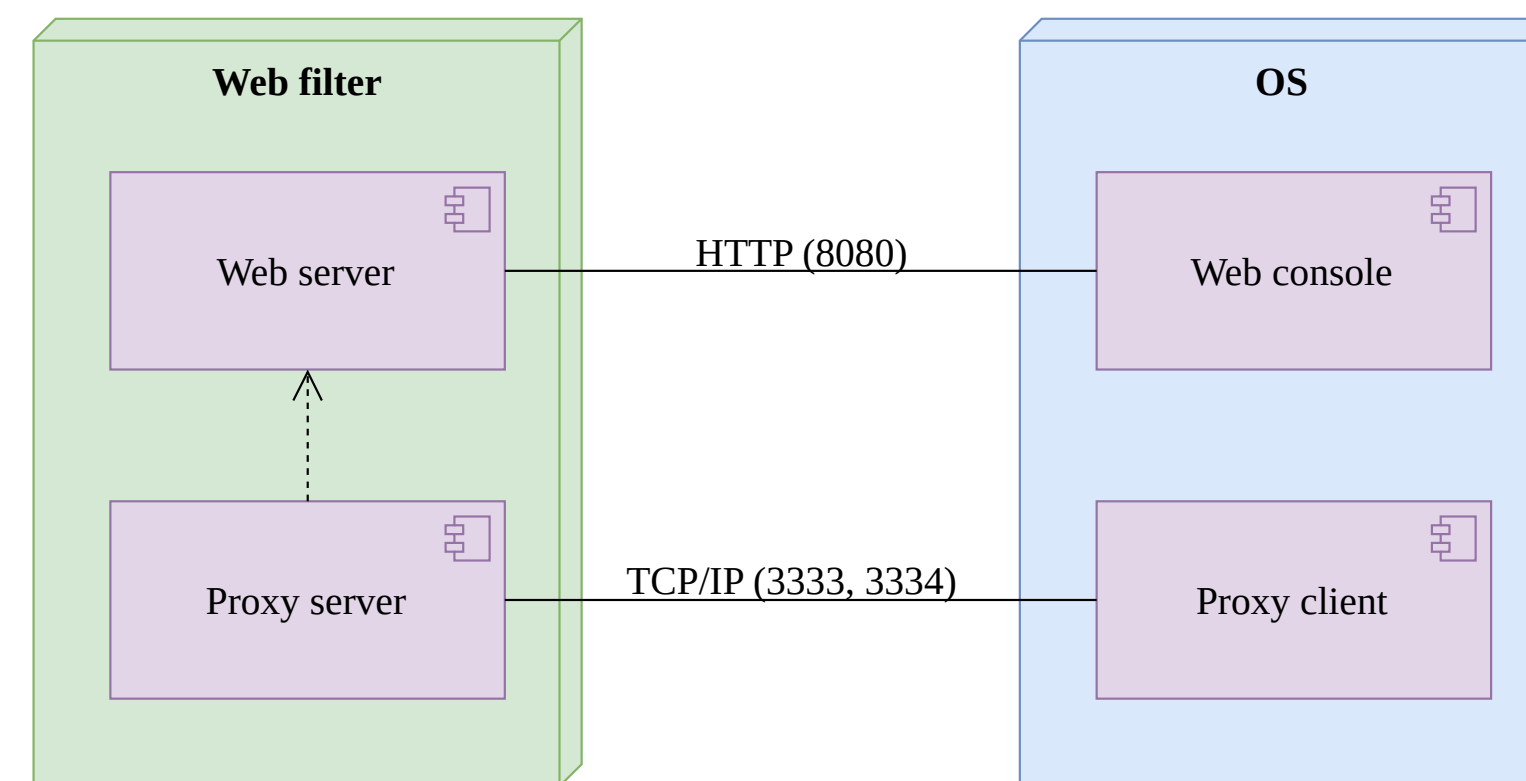 Web filter
OS
Web server
HTTP (8080)
Web console
Proxy server
TCP/IP (3333, 3334)
Proxy client